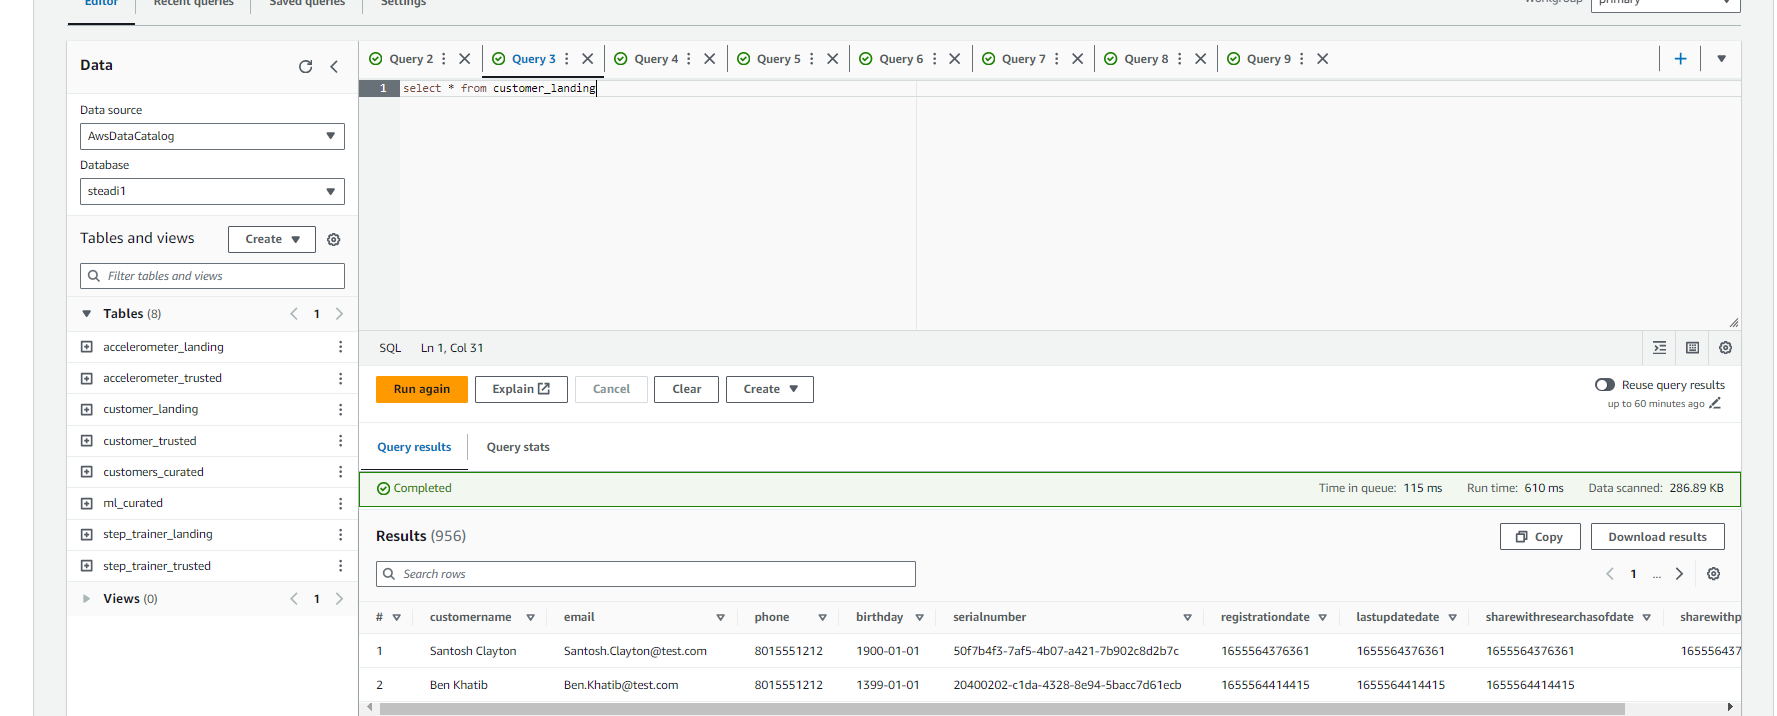 Editor Recent queries Saved queries Settings
Workgroup primary
Data
Data source
AwsDataCatalog
Database
steadi1
Tables and views Create
Filter tables and views
Tables (8) 1
accelerometer_landing
accelerometer_trusted
customer_landing
customer_trusted
customers_curated
ml_curated
step_trainer_landing
step_trainer_trusted
Views (0) 1
Query 2 Query 3 Query 4 Query 5 Query 6 Query 7 Query 8 Query 9
1 select * from customer_landing
SQL Ln 1, Col 31
Run again Explain Cancel Clear Create
Reuse query results
up to 60 minutes ago
Query results Query stats
Completed Time in queue: 115 ms Run time: 610 ms Data scanned: 286.89 KB
Results (956) Copy Download results
Search rows 1 ...
# customername email phone birthday serialnumber registrationdate lastupdatedate sharewithresearchasofdate sharewithp
1 Santosh Clayton Santosh.Clayton@test.com 8015551212 1900-01-01 50f7b4f3-7af5-4b07-a421-7b902c8d2b7c 1655564376361 1655564376361 1655564376361 165556437
2 Ben Khatib Ben.Khatib@test.com 8015551212 1399-01-01 20400202-c1da-4328-8e94-5bacc7d61ecb 1655564414415 1655564414415 1655564414415